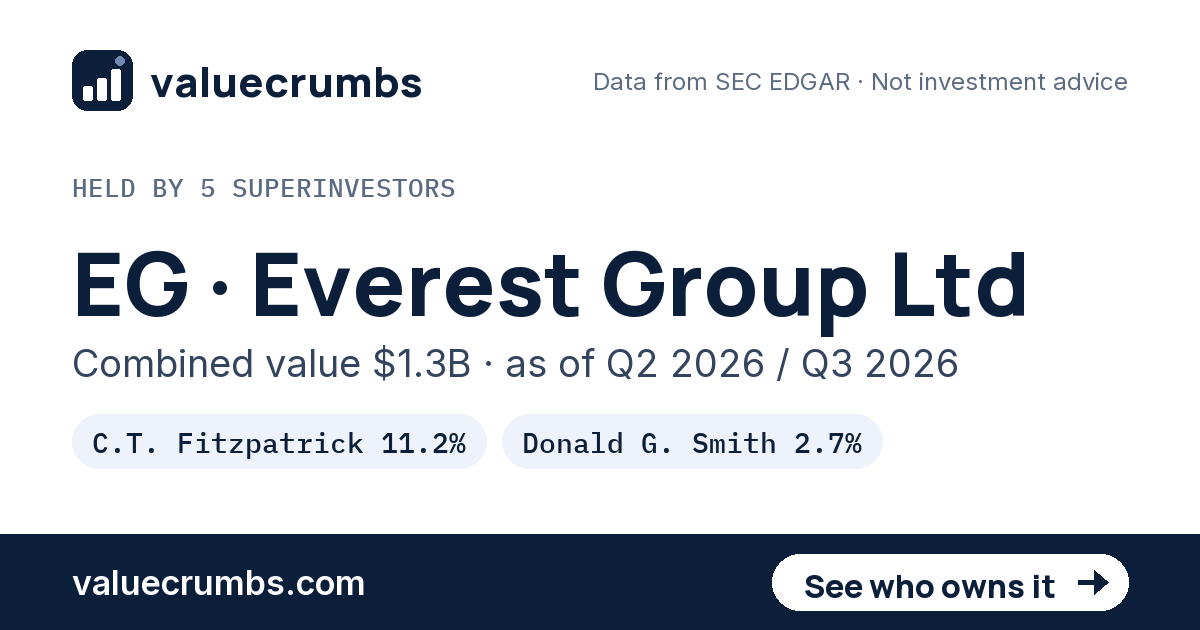 valuecrumbs
Data from SEC EDGAR · Not investment advice
HELD BY 5 SUPERINVESTORS
EG · Everest Group Ltd
Combined value $1.3B · as of Q2 2026 / Q3 2026
C.T. Fitzpatrick 11.2%
Donald G. Smith 2.7%
valuecrumbs.com
See who owns it →